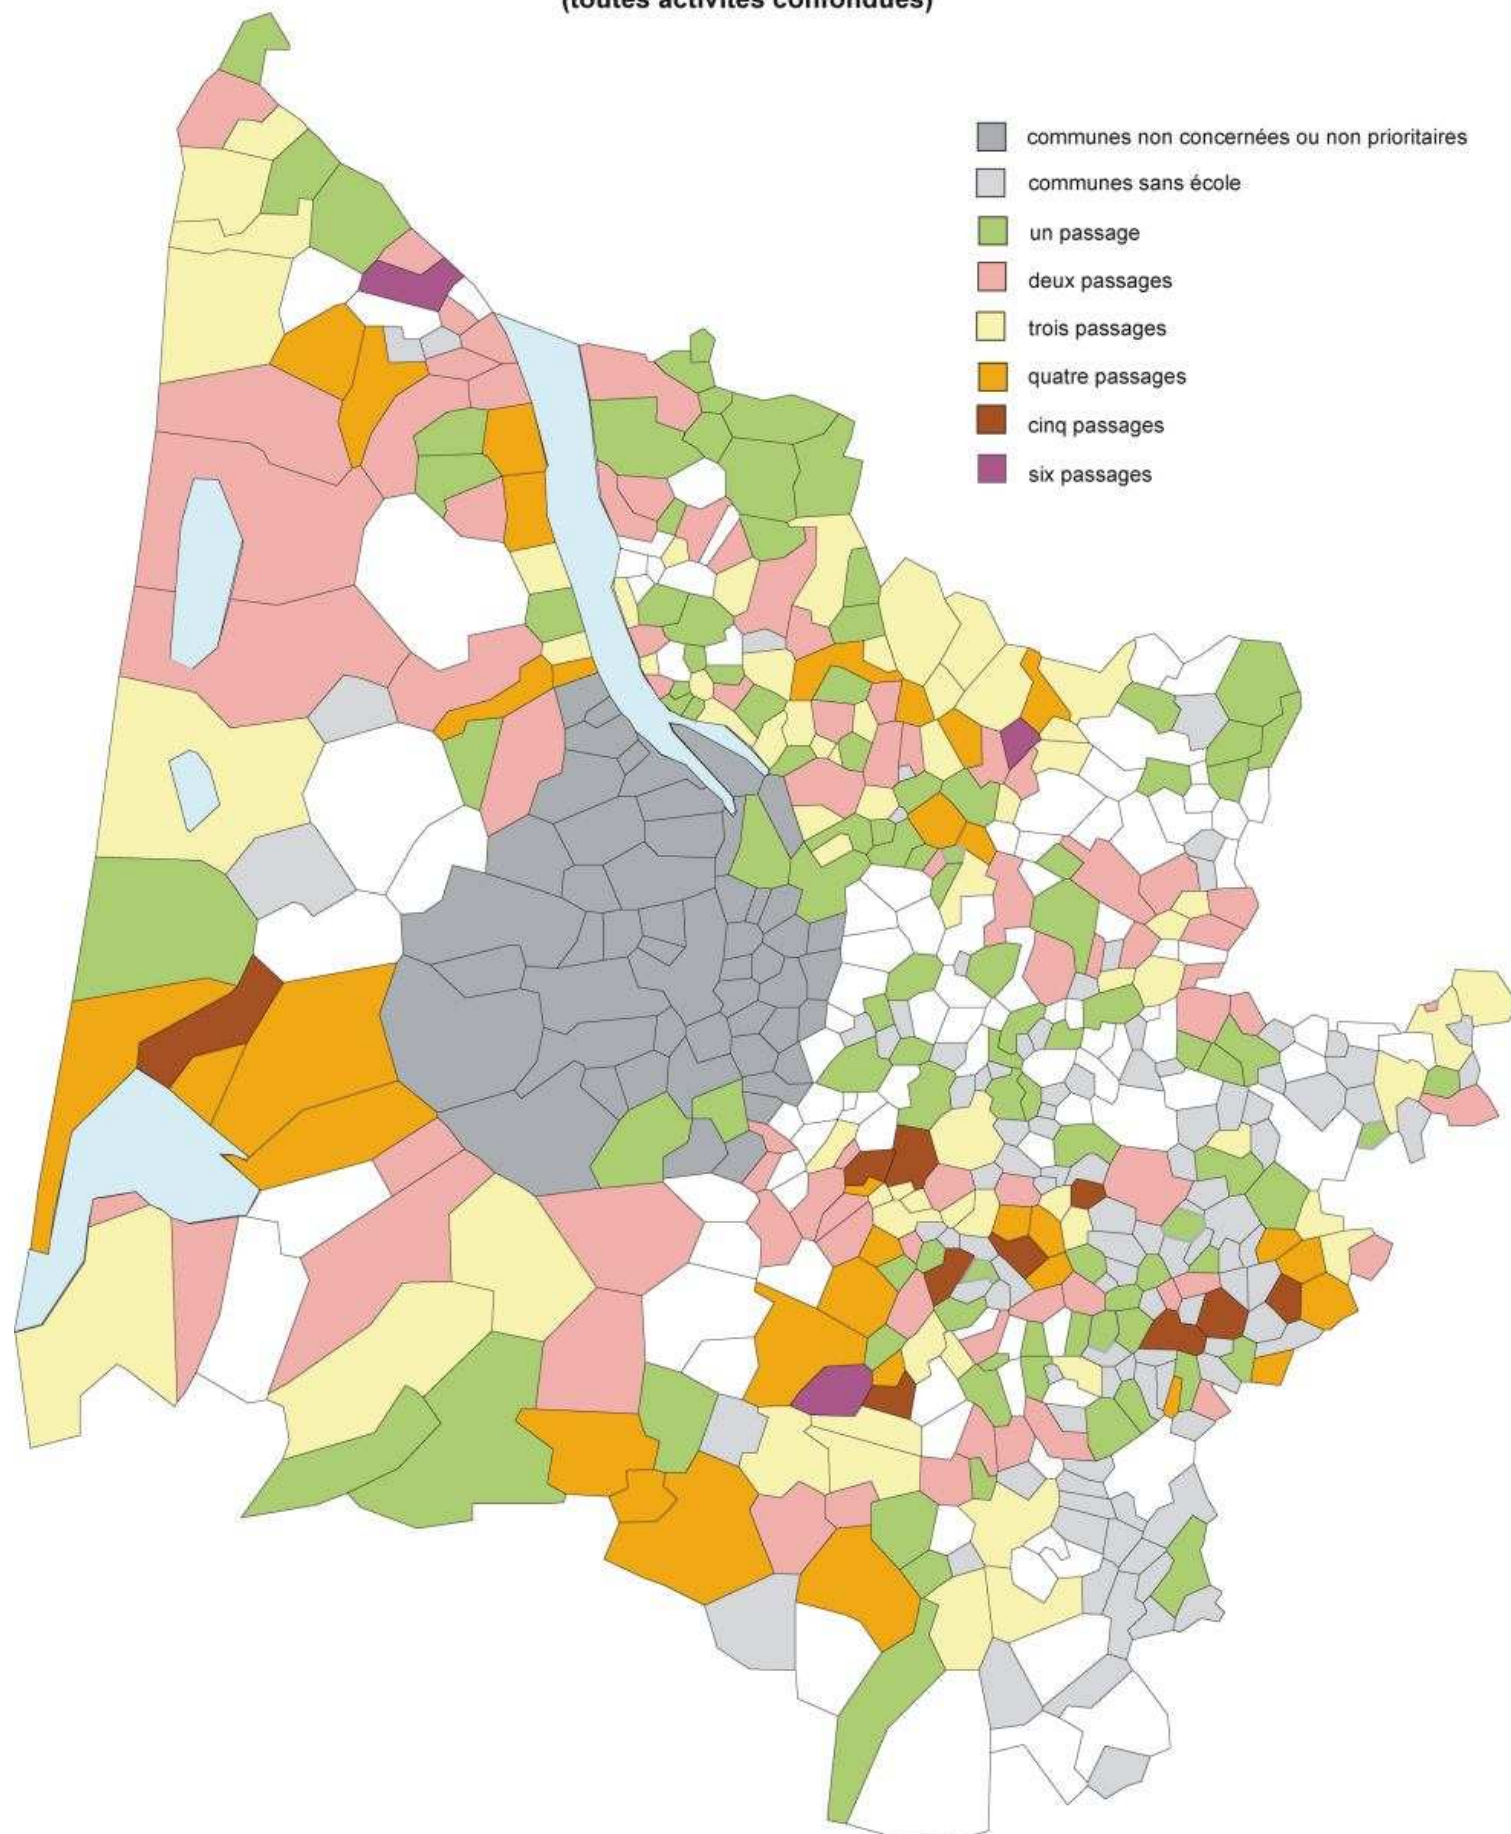 (toutes activités confondues)
communes non concernées ou non prioritaires
communes sans école
un passage
deux passages
trois passages
quatre passages
cinq passages
six passages